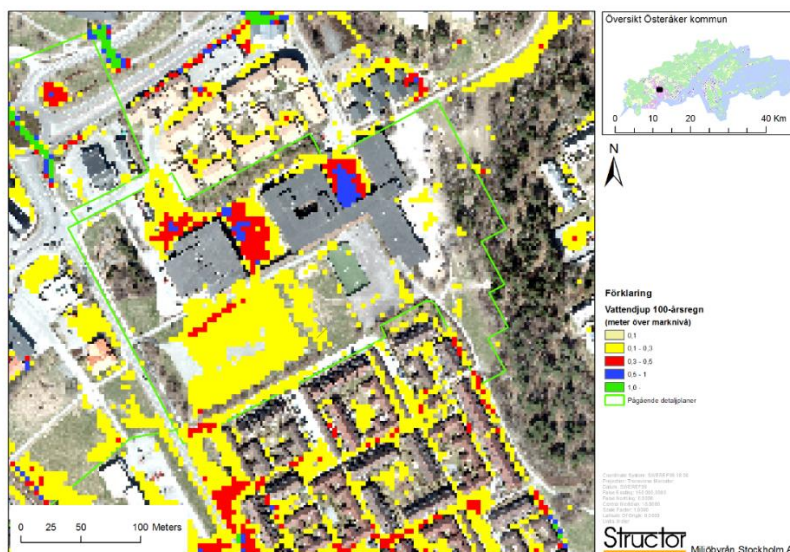 Översikt Österåker kommun
0 10 20 40 Km
N
Förklaring
Vattendjup 100-årsregn
(meter över marknivå)
0,1
0,1 - 0,3
0,3 - 0,5
0,5 - 1
1,0 -
Pågående detaljplaner
0 25 50 100 Meters
Structor
Miljöbyrån Stockholm A